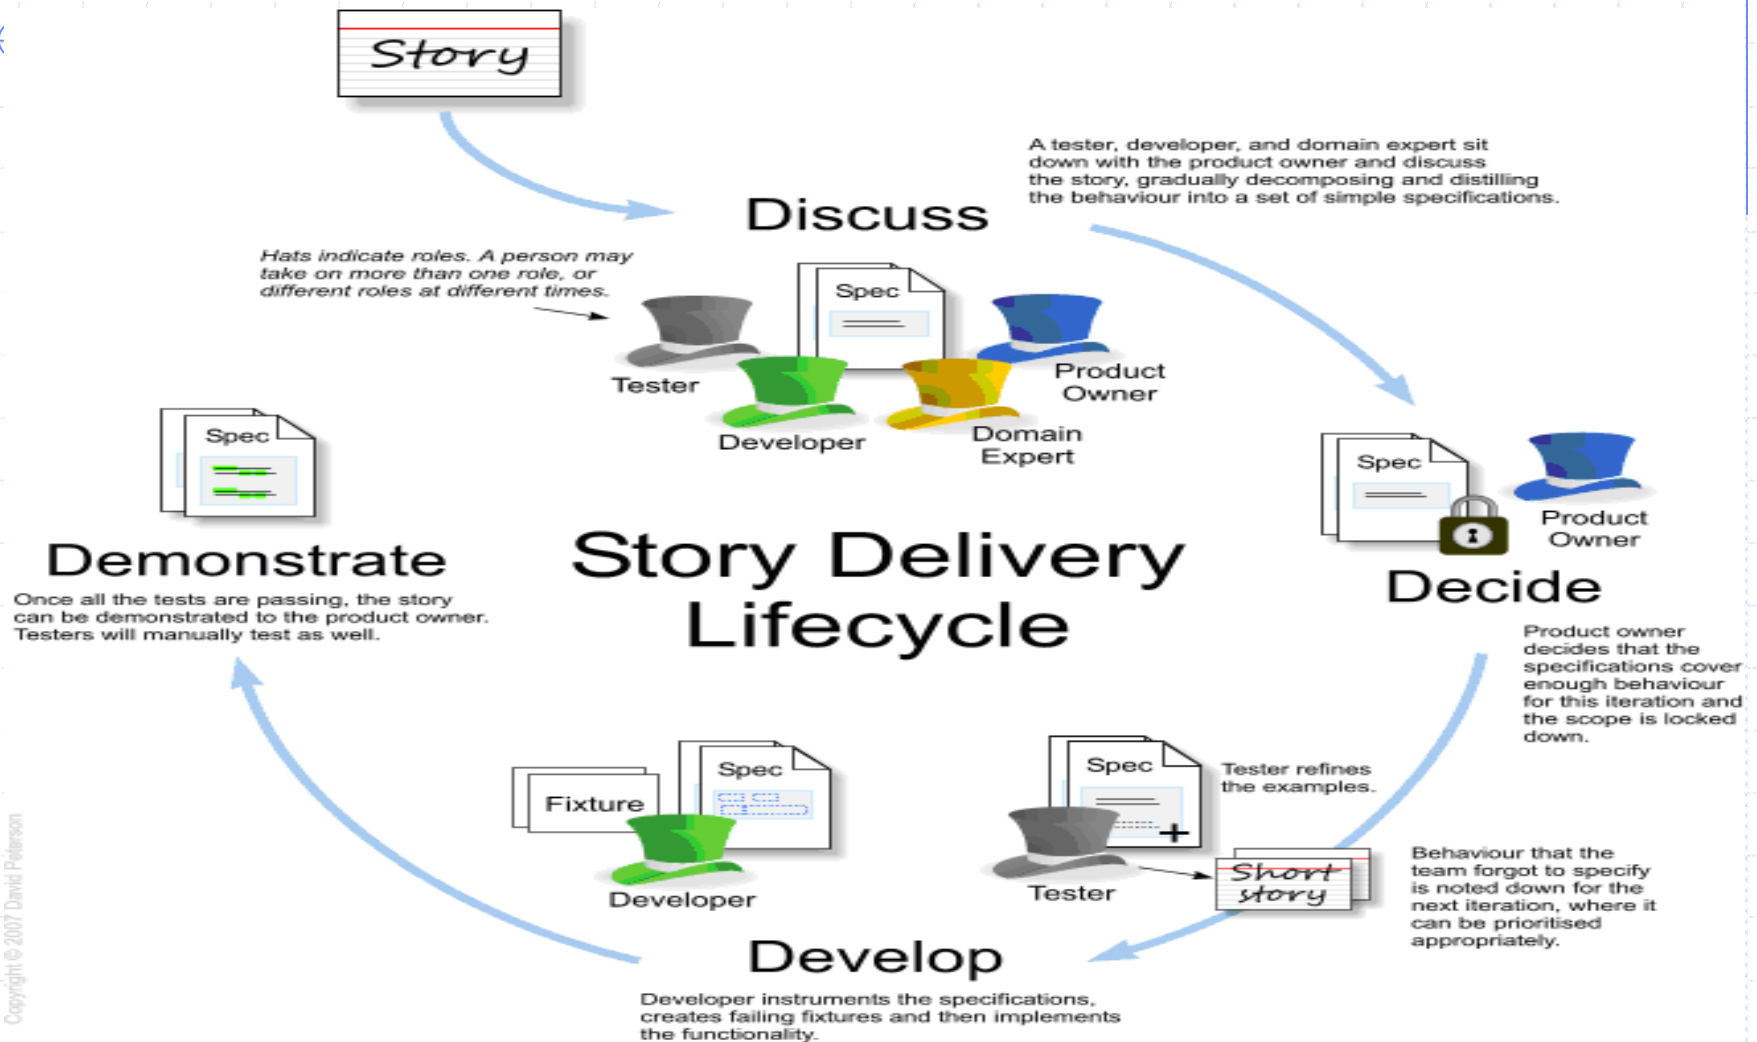 Story
A tester, developer, and domain expert sit
down with the product owner and discuss
the story, gradually decomposing and distilling
the behaviour into a set of simple specifications.
Discuss
Hats indicate roles. A person may
take on more than one role, or
different roles at different times.
Spec
Tester
Developer
Domain
Expert
Product
Owner
Spec
Product
Owner
Decide
Product owner
decides that the
specifications cover
enough behaviour
for this iteration and
the scope is locked
down.
Story Delivery
Lifecycle
Spec
Tester refines
the examples.
Tester
Short
story
Behaviour that the
team forgot to specify
is noted down for the
next iteration, where it
can be prioritised
appropriately.
Fixture
Spec
Developer
Develop
Developer instruments the specifications,
creates failing fixtures and then implements
the functionality.
Spec
Demonstrate
Once all the tests are passing, the story
can be demonstrated to the product owner.
Testers will manually test as well.
Copyright © 2007 David Peterson